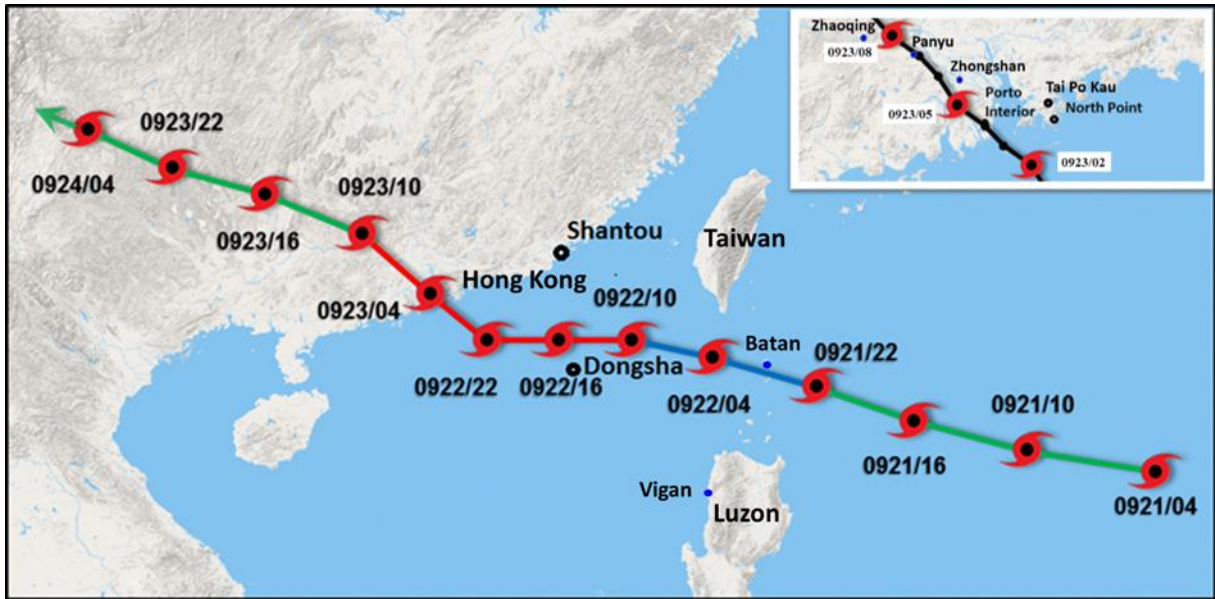 Zhaoqing
0923/08
Panyu
Zhongshan
Tai Po Kau
0923/05
Porto
Interior
North Point
0923/02
0923/22
0924/04
0923/10
0923/16
Shantou
Taiwan
Hong Kong
0923/04
0922/10
Batan
0921/22
Dongsha
0922/22
0922/16
0922/04
0921/10
0921/16
Vigan
Luzon
0921/04